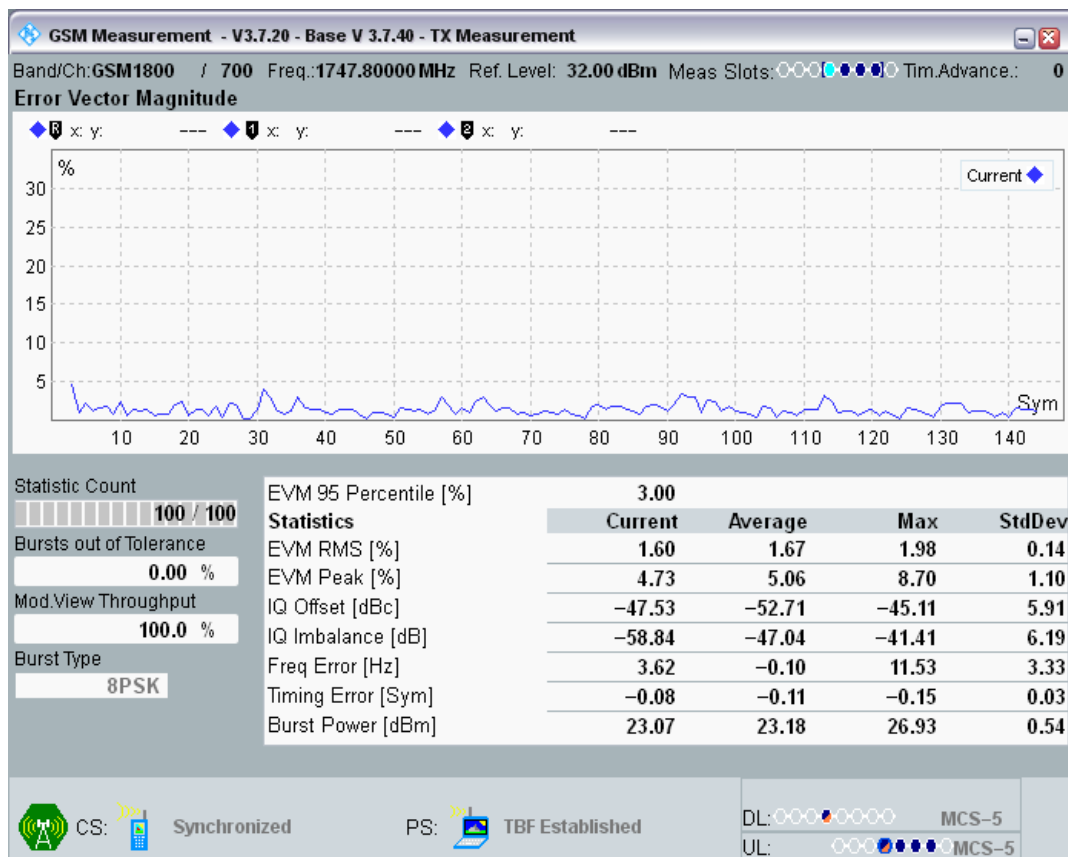 GSM Measurement - V3.7.20 - Base V 3.7.40 - TX Measurement
Band/Ch:GSM1800 / 700 Freq.:1747.80000 MHz Ref. Level: 32.00 dBm Meas Slots: Tim.Advance.: 0
Error Vector Magnitude
R x: y: --- 1 x: y: --- 2 x: y: ---
%
Current
30
25
20
15
10
5
Sym
10 20 30 40 50 60 70 80 90 100 110 120 130 140
Statistic Count
100 / 100
Bursts out of Tolerance
0.00 %
Mod.View Throughput
100.0 %
Burst Type
8PSK
EVM 95 Percentile [%] 3.00
Statistics Current Average Max StdDev
EVM RMS [%] 1.60 1.67 1.98 0.14
EVM Peak [%] 4.73 5.06 8.70 1.10
IQ Offset [dBc] −47.53 −52.71 −45.11 5.91
IQ Imbalance [dB] −58.84 −47.04 −41.41 6.19
Freq Error [Hz] 3.62 −0.10 11.53 3.33
Timing Error [Sym] −0.08 −0.11 −0.15 0.03
Burst Power [dBm] 23.07 23.18 26.93 0.54
CS: Synchronized PS: TBF Established
DL: MCS−5
UL: MCS−5